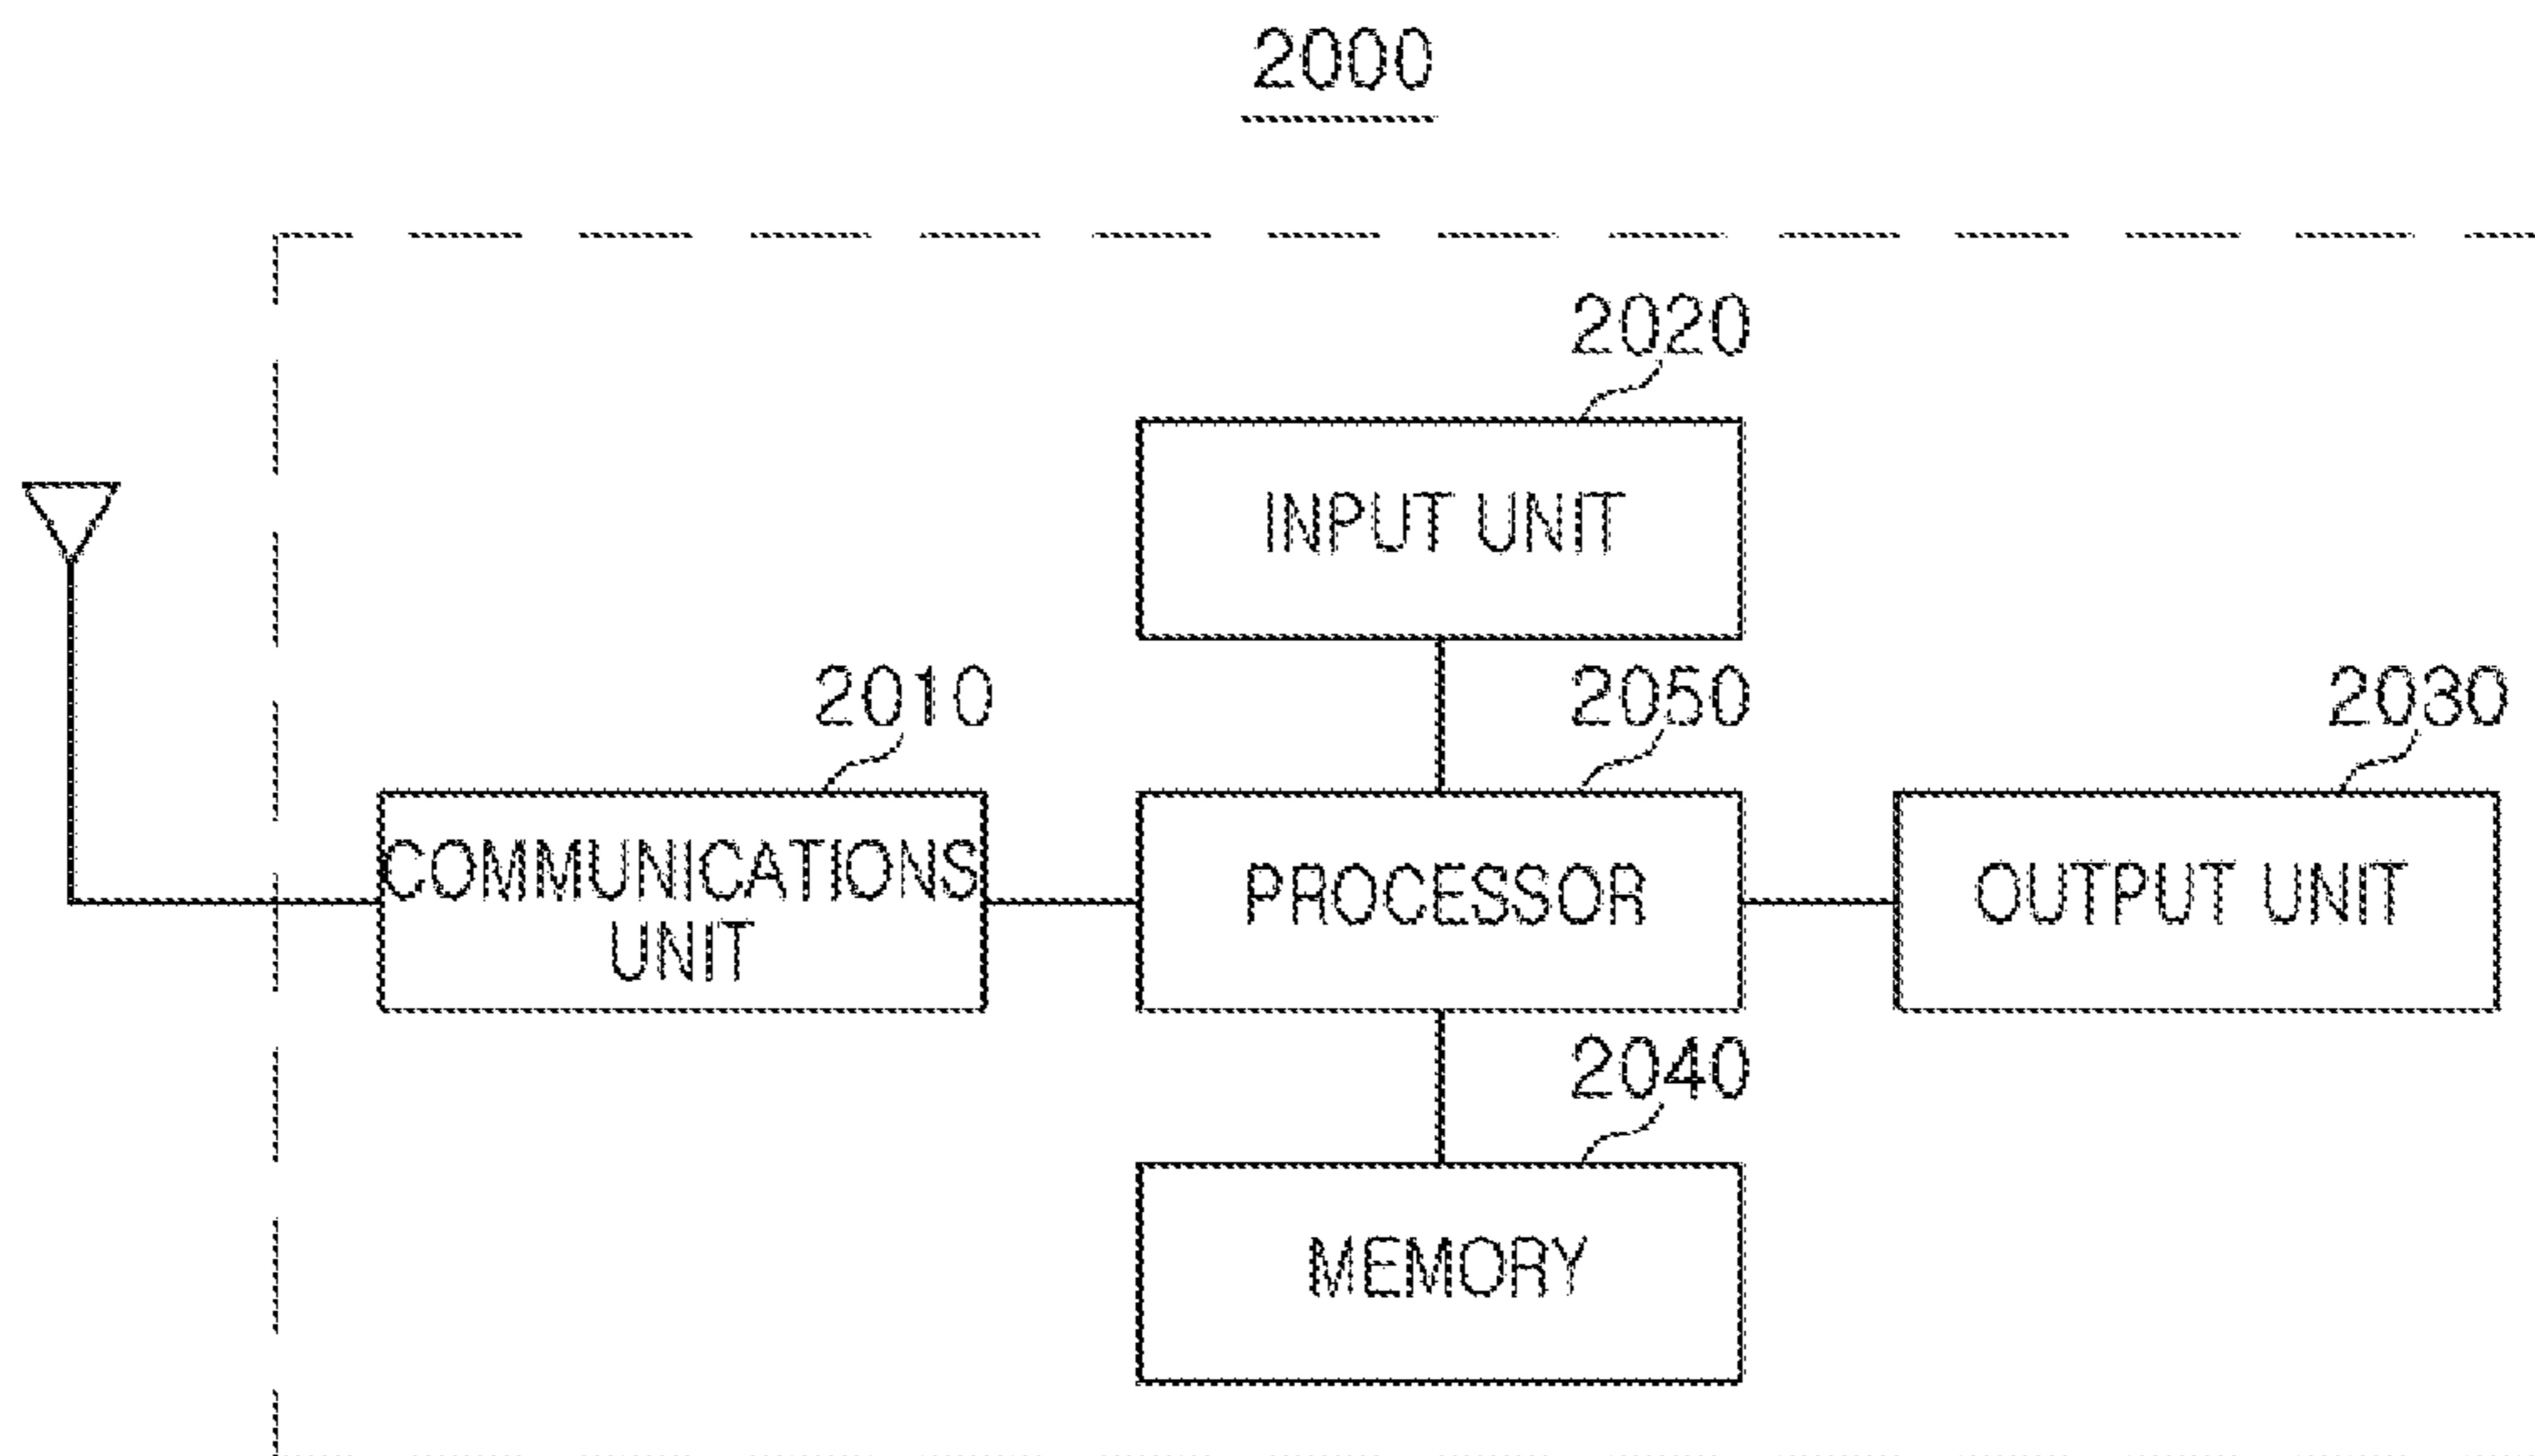 2000
2020
INPUT UNIT
2010
2050
2030
COMMUNICATIONS
UNIT
PROCESSOR
OUTPUT UNIT
2040
MEMORY